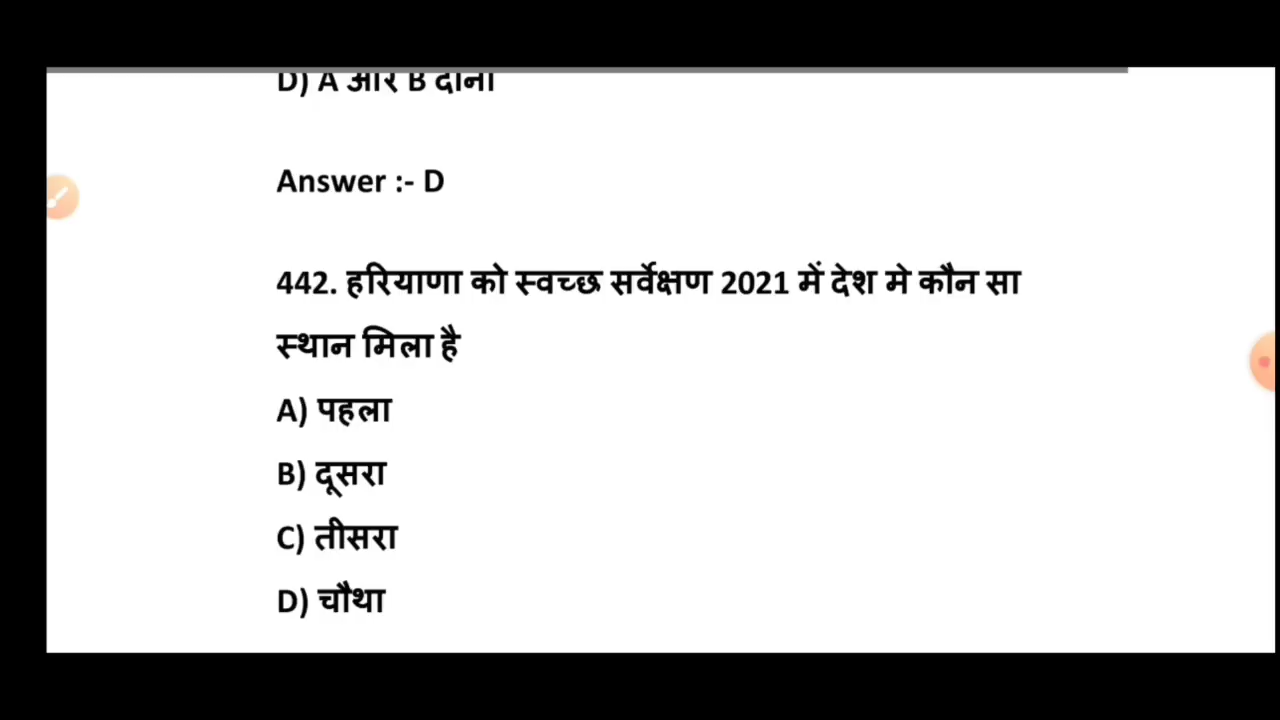 D) A और B दोनों
Answer :- D
442. हरियाणा को स्वच्छ सर्वेक्षण 2021 में देश मे कौन सा
स्थान मिला है
A) पहला
B) दूसरा
C) तीसरा
D) चौथा